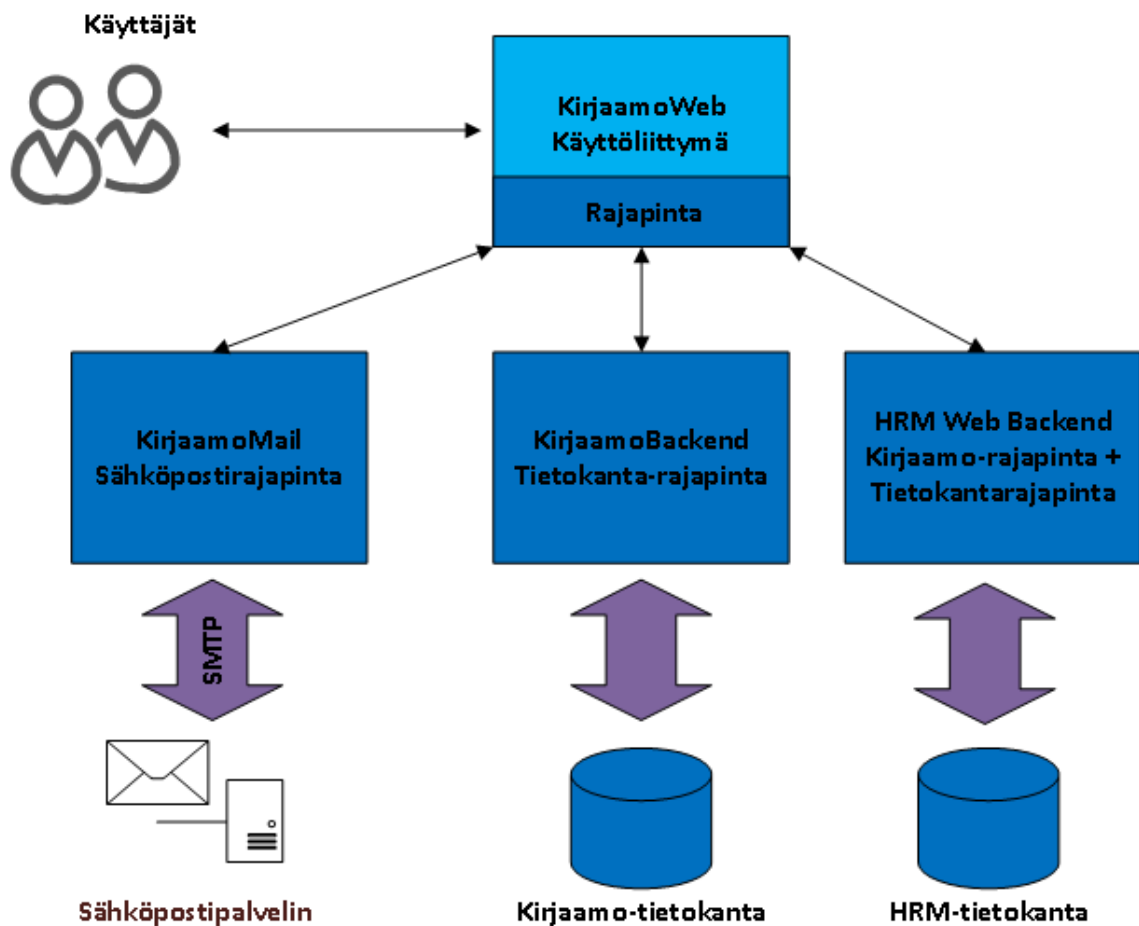 Käyttäjät
KirjaamoWeb
Käyttöliittymä
Rajapinta
KirjaamoMail
Sähköpostirajapinta
KirjaamoBackend
Tietokanta-rajapinta
HRM Web Backend
Kirjaamo-rajapinta +
Tietokantarajapinta
SMTP
Sähköpostipalvelin
Kirjaamo-tietokanta
HRM-tietokanta